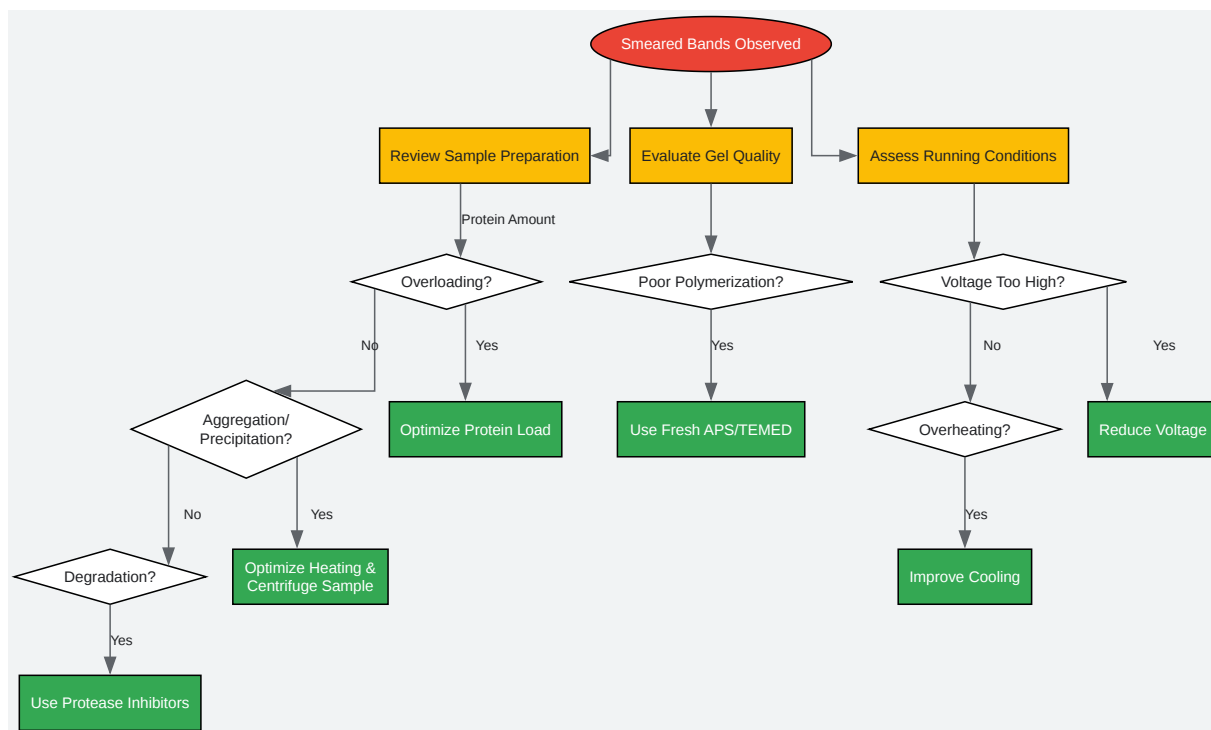 Smeared Bands Observed
Review Sample Preparation
Evaluate Gel Quality
Assess Running Conditions
Protein Amount
Overloading?
Poor Polymerization?
Voltage Too High?
No
Yes
Yes
No
Yes
Aggregation/
Precipitation?
Optimize Protein Load
Use Fresh APS/TEMED
Overheating?
Reduce Voltage
No
Yes
Yes
Degradation?
Optimize Heating &
Centrifuge Sample
Improve Cooling
Yes
Use Protease Inhibitors